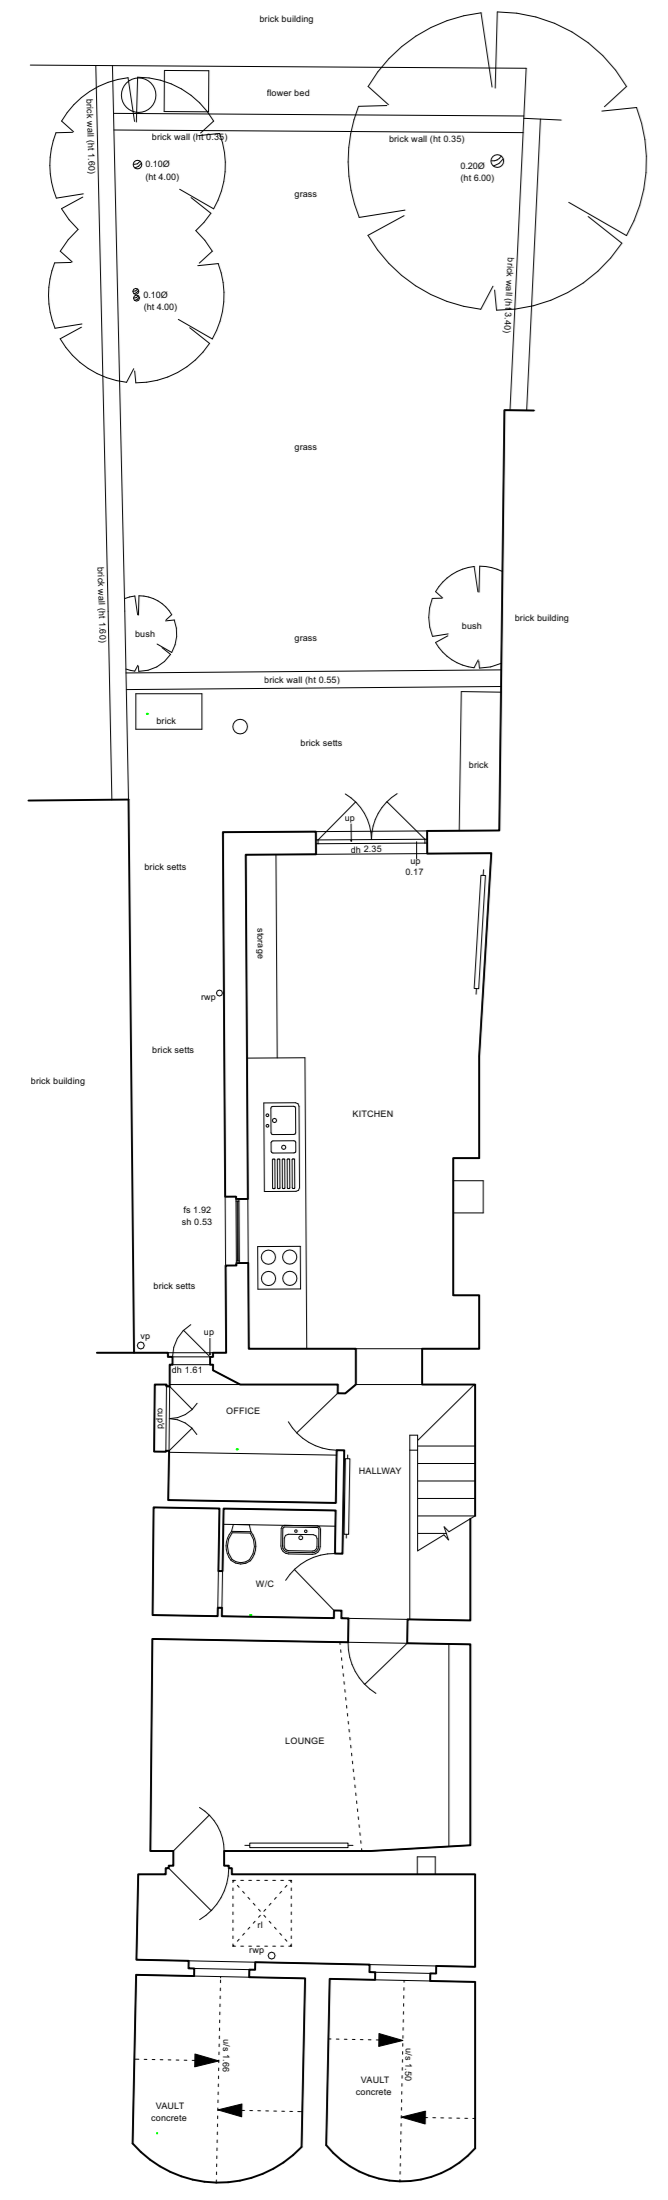 brick building
flower bed
brick wall (ht 1.60)
brick wall (ht 0.35)
brick wall (ht 0.35)
0.10Ø
(ht 4.00)
0.20Ø
(ht 6.00)
grass
brick wall (ht 3.40)
0.10Ø
(ht 4.00)
grass
brick wall (ht 1.60)
bush
grass
bush
brick building
brick wall (ht 0.55)
brick
brick setts
brick
up
dh 2.35
up
0.17
brick setts
storage
rwp
brick setts
brick building
KITCHEN
fs 1.92
sh 0.53
brick setts
vp
up
dh 1.61
cup'd
OFFICE
HALLWAY
W/C
LOUNGE
rl
rwp
u/s 1.66
u/s 1.50
VAULT
concrete
VAULT
concrete